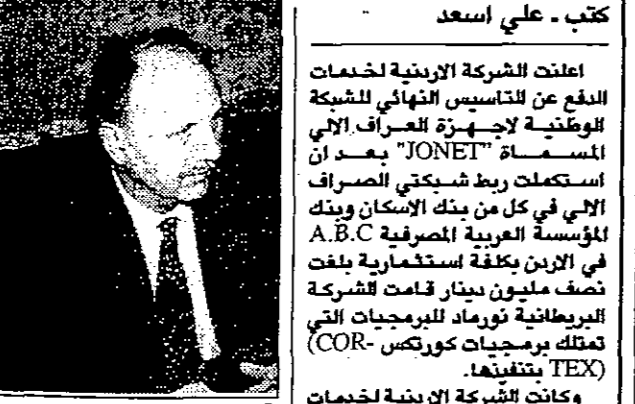 كتب ـ علي اسعد
اعلنت الشركة الاردنية لخدمات
الدفع عن التاسيس النهائي للشبكة
الوطنية لاجهزة العراف الالي
المسماة "JONET" بعد ان
استكملت ربط شبكتي الصراف
الالي في كل من بنك الاسكان وبنك
المؤسسة العربية المصرفية A.B.C
في الاردن بكلفة استثمارية بلغت
نصف مليون دينار قامت الشركة
البريطانية نورماد للبرمجيات التي
تمتلك برمجيات كورتكس (COR-
TEX) بتنفيذها.
وكانت الشركة الاردنية لخدمات